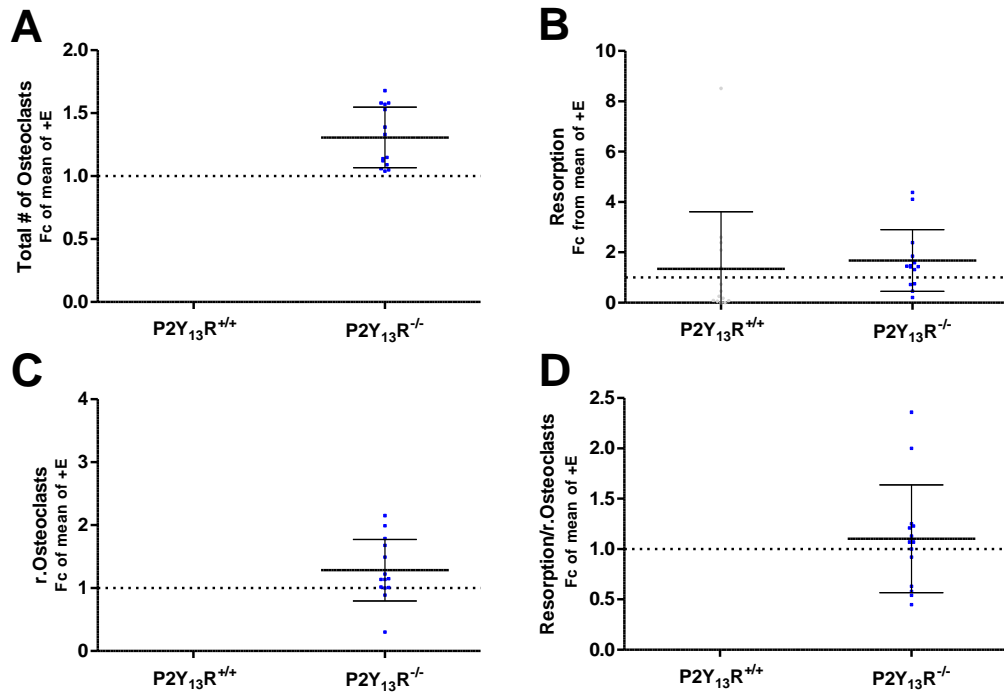 A
Total # of Osteoclasts
Fc of mean of +E
2.0
1.5
1.0
0.5
0.0
P2Y₁₃R⁺/⁺
P2Y₁₃R⁻/⁻
B
Resorption
Fc from mean of +E
10
8
6
4
2
0
P2Y₁₃R⁺/⁺
P2Y₁₃R⁻/⁻
C
r.Osteoclasts
Fc of mean of +E
4
3
2
1
0
P2Y₁₃R⁺/⁺
P2Y₁₃R⁻/⁻
D
Resorption/r.Osteoclasts
Fc of mean of +E
2.5
2.0
1.5
1.0
0.5
0.0
P2Y₁₃R⁺/⁺
P2Y₁₃R⁻/⁻